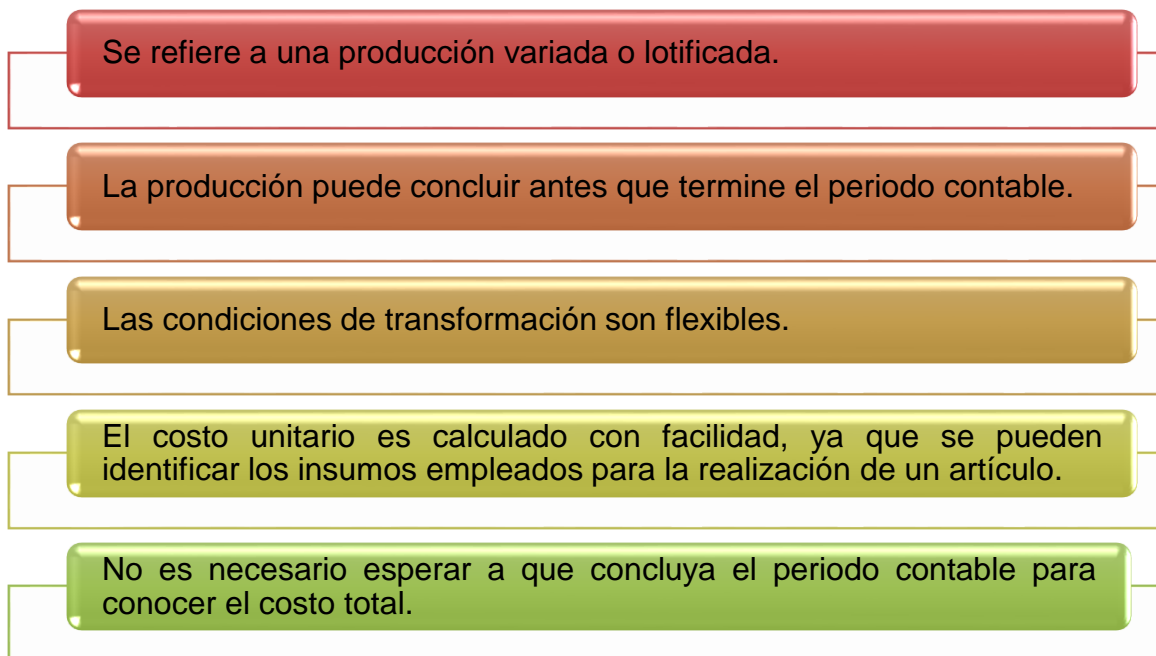 Se refiere a una producción variada o lotificada.
La producción puede concluir antes que termine el periodo contable.
Las condiciones de transformación son flexibles.
El costo unitario es calculado con facilidad, ya que se pueden
identificar los insumos empleados para la realización de un artículo.
No es necesario esperar a que concluya el periodo contable para
conocer el costo total.